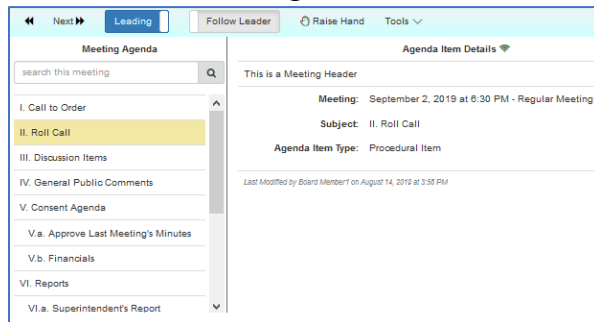 Next Leading Follow Leader Raise Hand Tools
Meeting Agenda
search this meeting
I. Call to Order
II. Roll Call
III. Discussion Items
IV. General Public Comments
V. Consent Agenda
V.a. Approve Last Meeting's Minutes
V.b. Financials
VI. Reports
VI.a. Superintendent's Report
Agenda Item Details
This is a Meeting Header
Meeting: September 2, 2019 at 6:30 PM - Regular Meeting
Subject: II. Roll Call
Agenda Item Type: Procedural Item
Last Modified by Board Member1 on August 14, 2019 at 3:56 PM